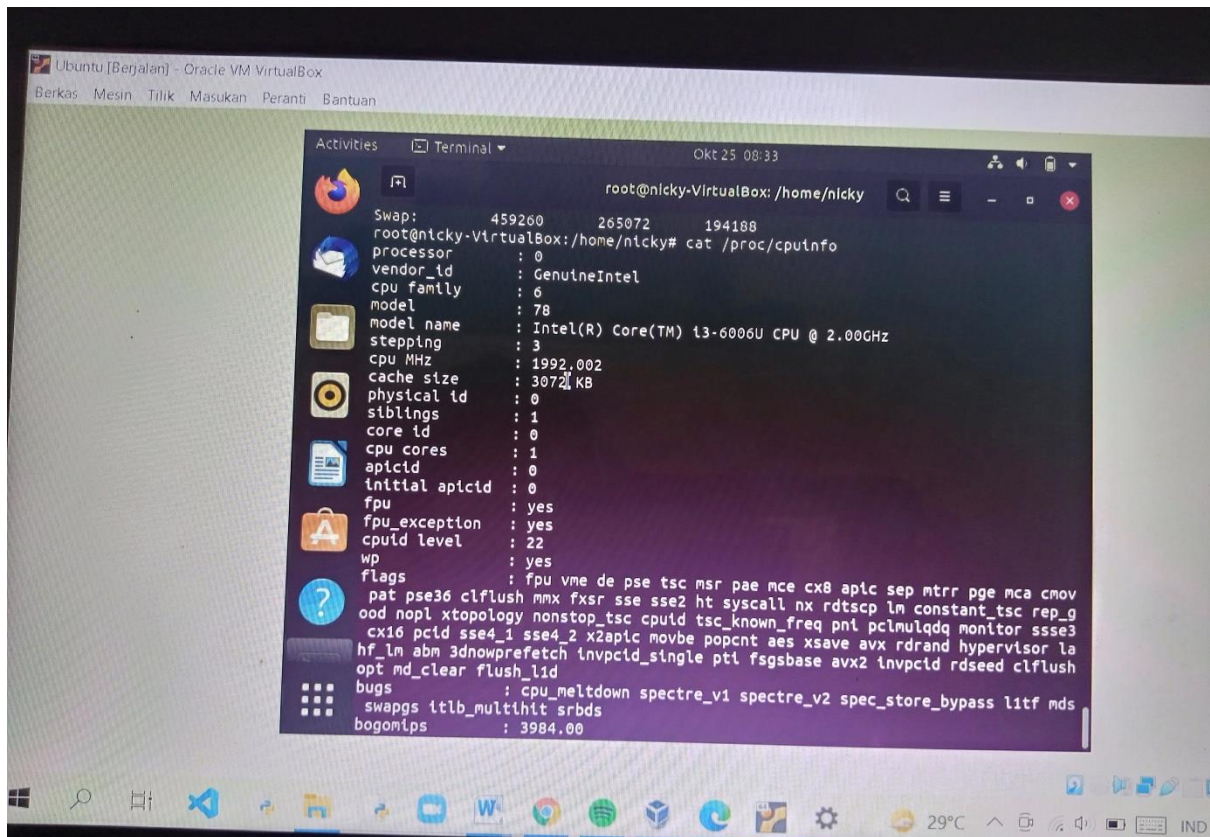 Ubuntu [Berjalan] - Oracle VM VirtualBox
Berkas Mesin Tilik Masukan Peranti Bantuan
Activities Terminal Okt 25 08:33
root@nicky-VirtualBox: /home/nicky
Swap: 459260 265072 194188
root@nicky-VirtualBox:/home/nicky# cat /proc/cpuinfo
processor : 0
vendor_id : GenuineIntel
cpu family : 6
model : 78
model name : Intel(R) Core(TM) i3-6006U CPU @ 2.00GHz
stepping : 3
cpu MHz : 1992.002
cache size : 3072 KB
physical id : 0
siblings : 1
core id : 0
cpu cores : 1
apicid : 0
initial apicid : 0
fpu : yes
fpu_exception : yes
cpuid level : 22
wp : yes
flags : fpu vme de pse tsc msr pae mce cx8 apic sep mtrr pge mca cmov
pat pse36 clflush mmx fxsr sse sse2 ht syscall nx rdtscp lm constant_tsc rep_g
ood nopl xtopology nonstop_tsc cpuid tsc_known_freq pni pclmulqdq monitor ssse3
cx16 pcid sse4_1 sse4_2 x2apic movbe popcnt aes xsave avx rdrand hypervisor la
hf_lm abm 3dnowprefetch invpcid_single pti fsgsbase avx2 invpcid rdseed clflush
opt md_clear flush_l1d
bugs : cpu_meltdown spectre_v1 spectre_v2 spec_store_bypass l1tf mds
swapgs itlb_multihit srbds
bogomips : 3984.00
29°C IND